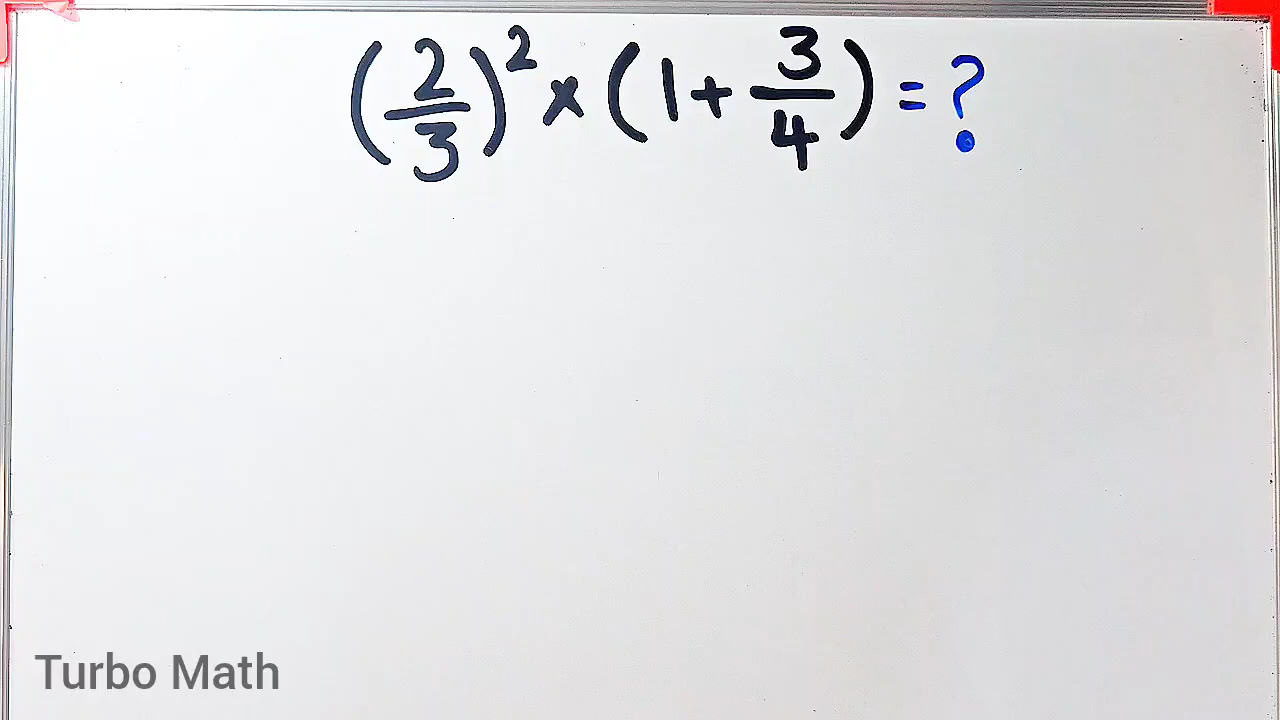 (2/3)² × (1 + 3/4) = ?
Turbo Math